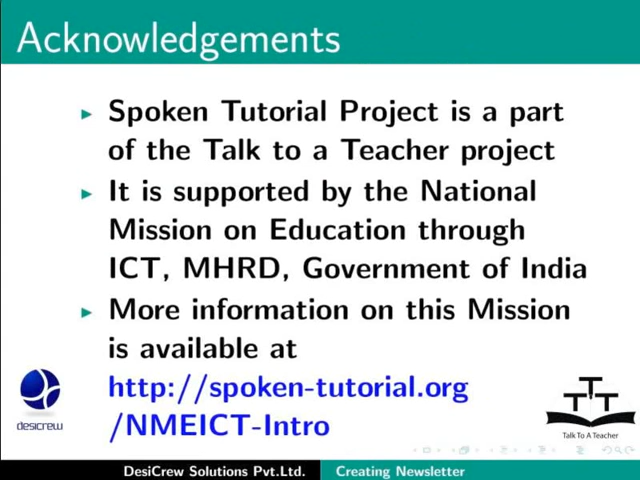 Acknowledgements
Spoken Tutorial Project is a part
of the Talk to a Teacher project
It is supported by the National
Mission on Education through
ICT, MHRD, Government of India
More information on this Mission
is available at
http://spoken-tutorial.org
/NMEICT-Intro
desicrew
TTT
Talk To A Teacher
DesiCrew Solutions Pvt.Ltd.
Creating Newsletter